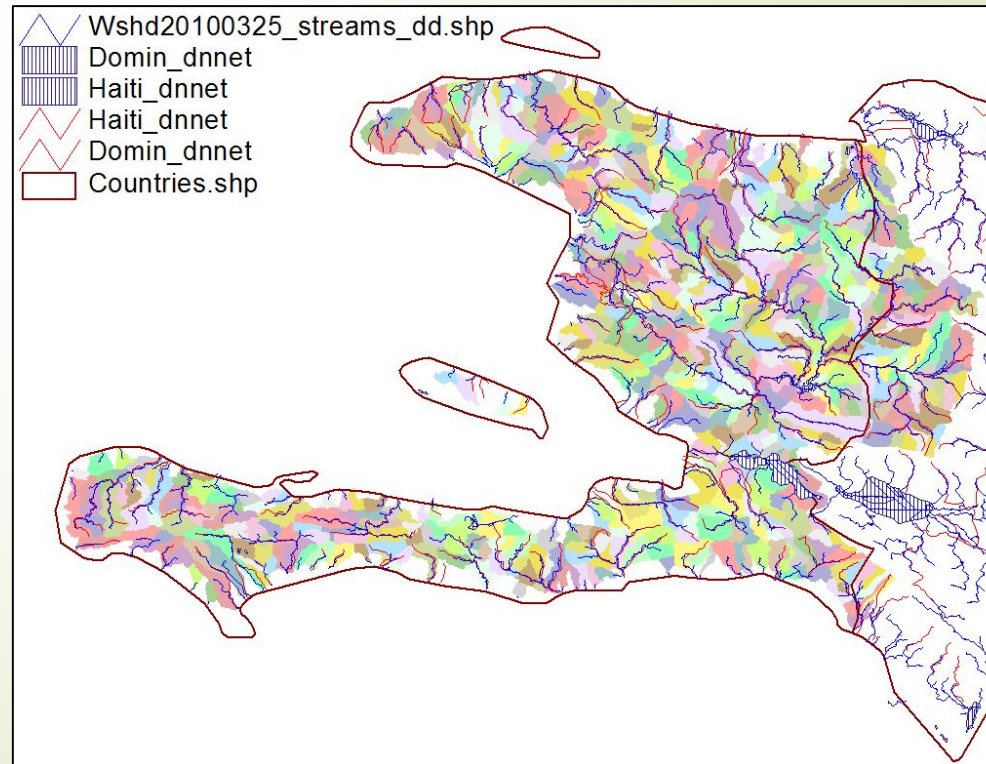 Wshd20100325_streams_dd.shp
Domin_dnnet
Haiti_dnnet
Haiti_dnnet
Domin_dnnet
Countries.shp